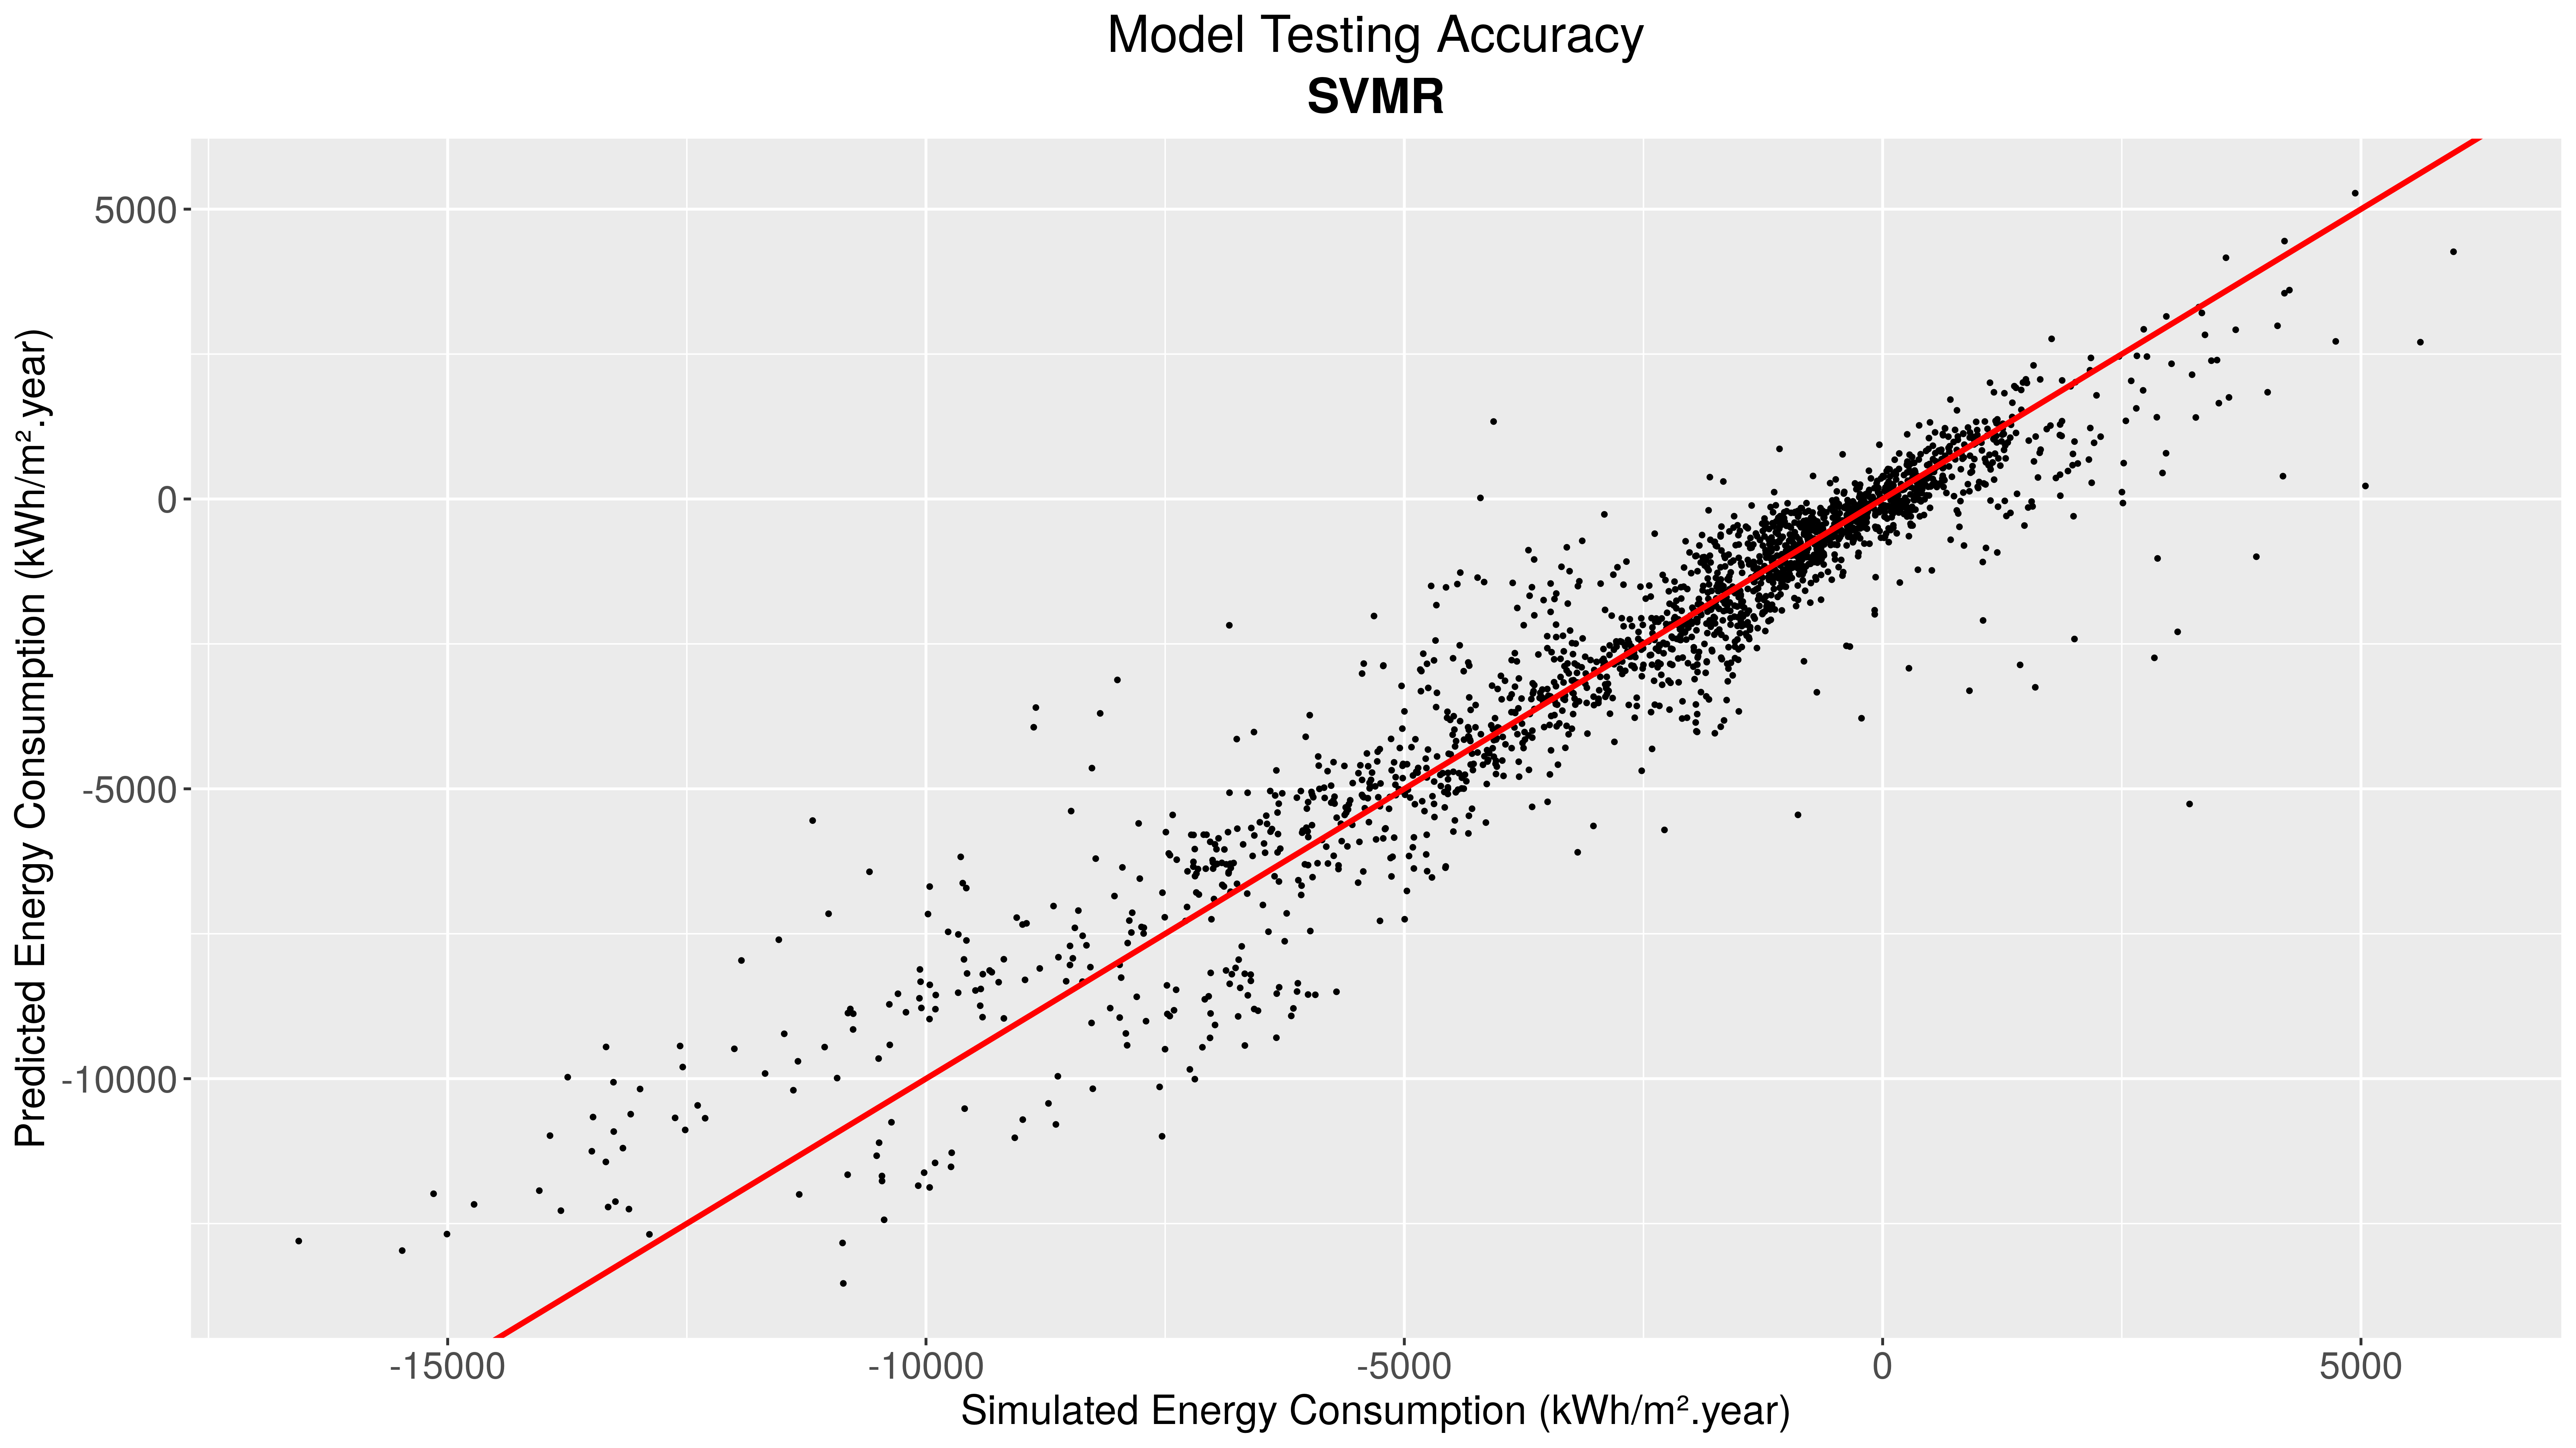 Model Testing Accuracy
SVMR
Predicted Energy Consumption (kWh/m².year)
5000
0
-5000
-10000
-15000
-10000
-5000
0
5000
Simulated Energy Consumption (kWh/m².year)